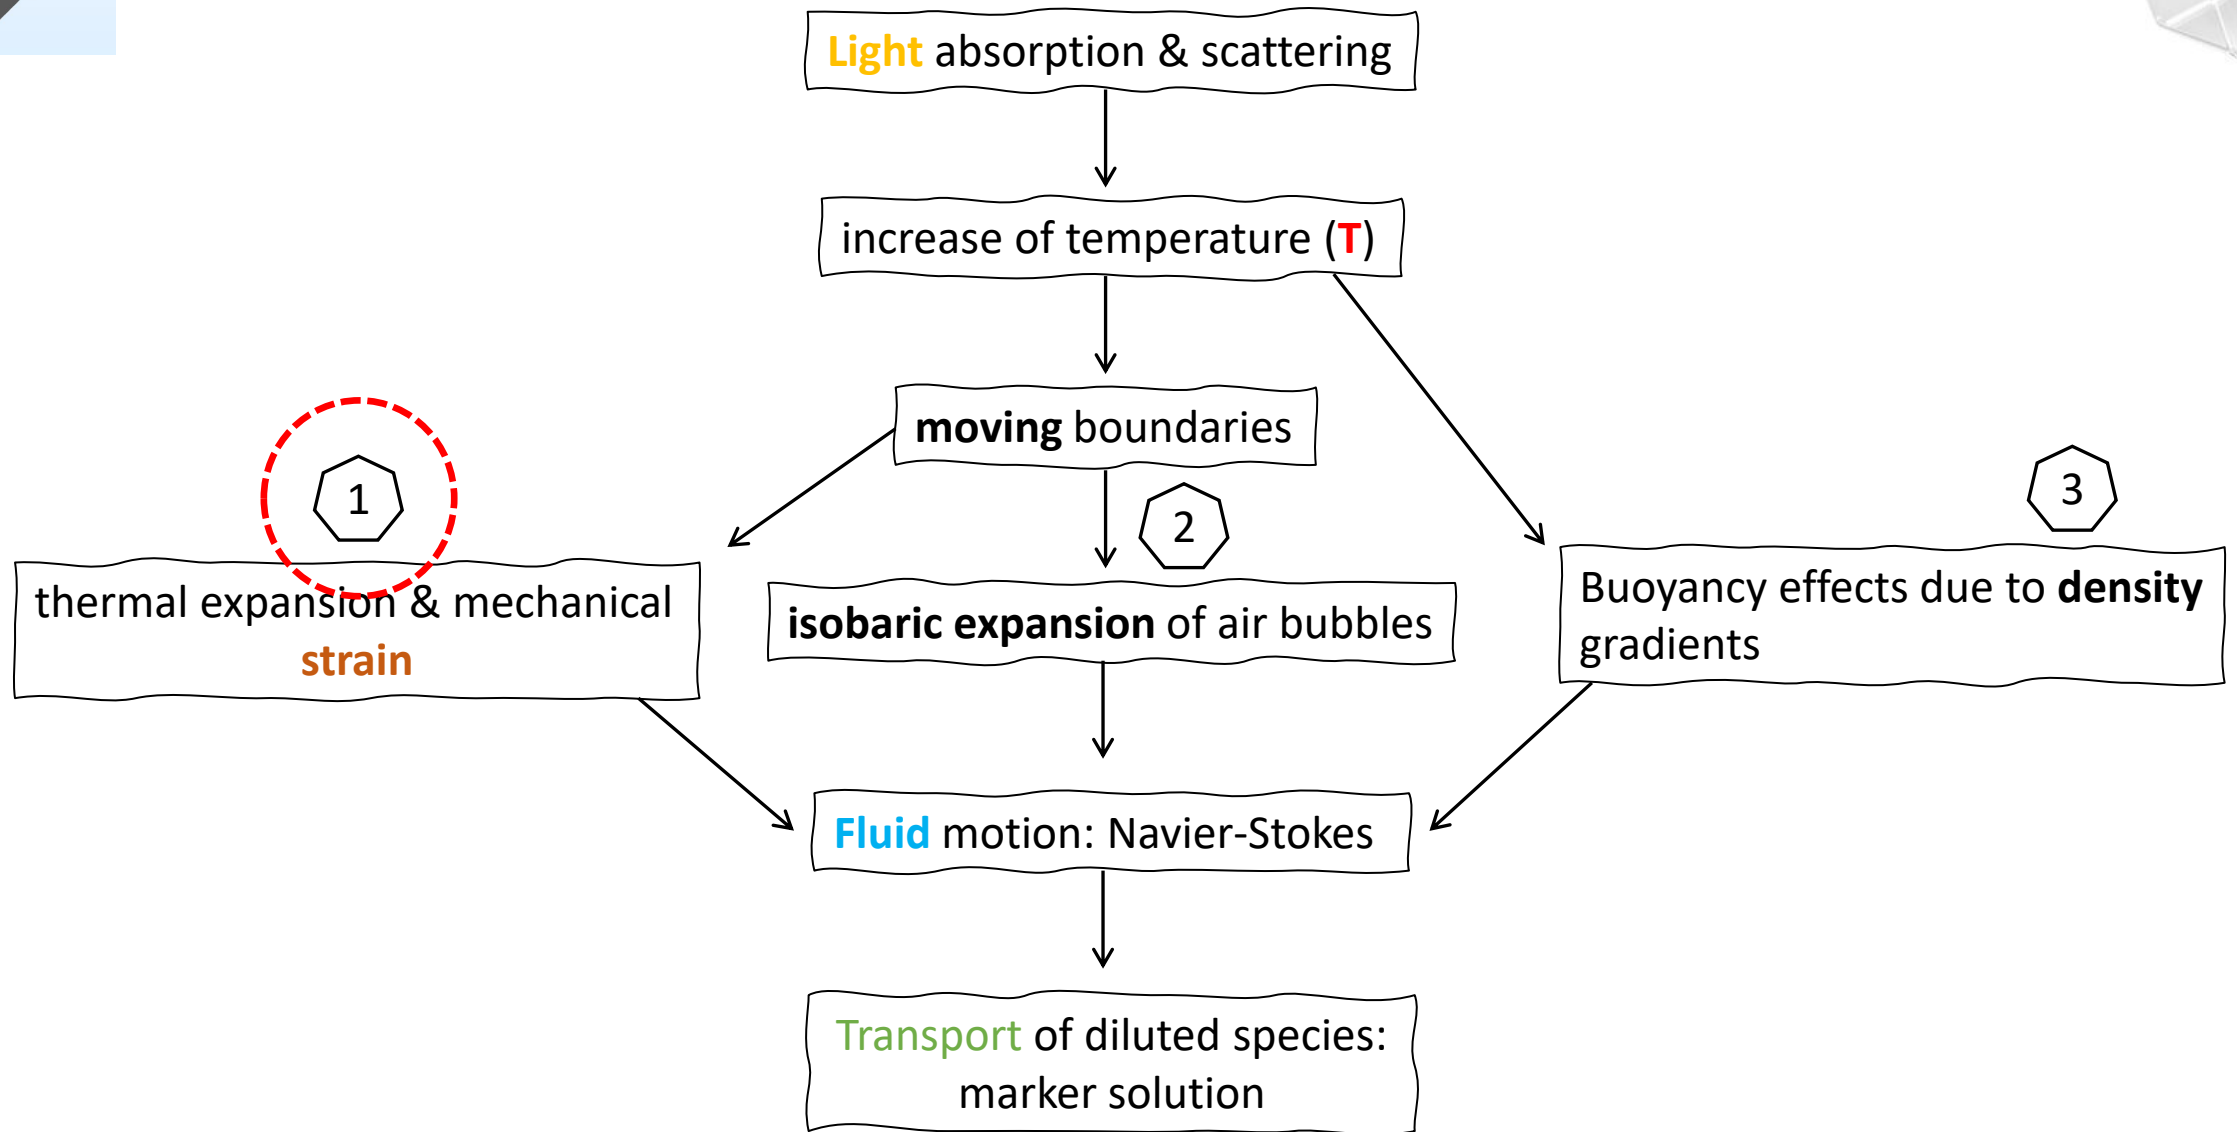 Light absorption & scattering
increase of temperature (T)
moving boundaries
1
2
3
thermal expansion & mechanical
strain
isobaric expansion of air bubbles
Buoyancy effects due to density
gradients
Fluid motion: Navier-Stokes
Transport of diluted species:
marker solution